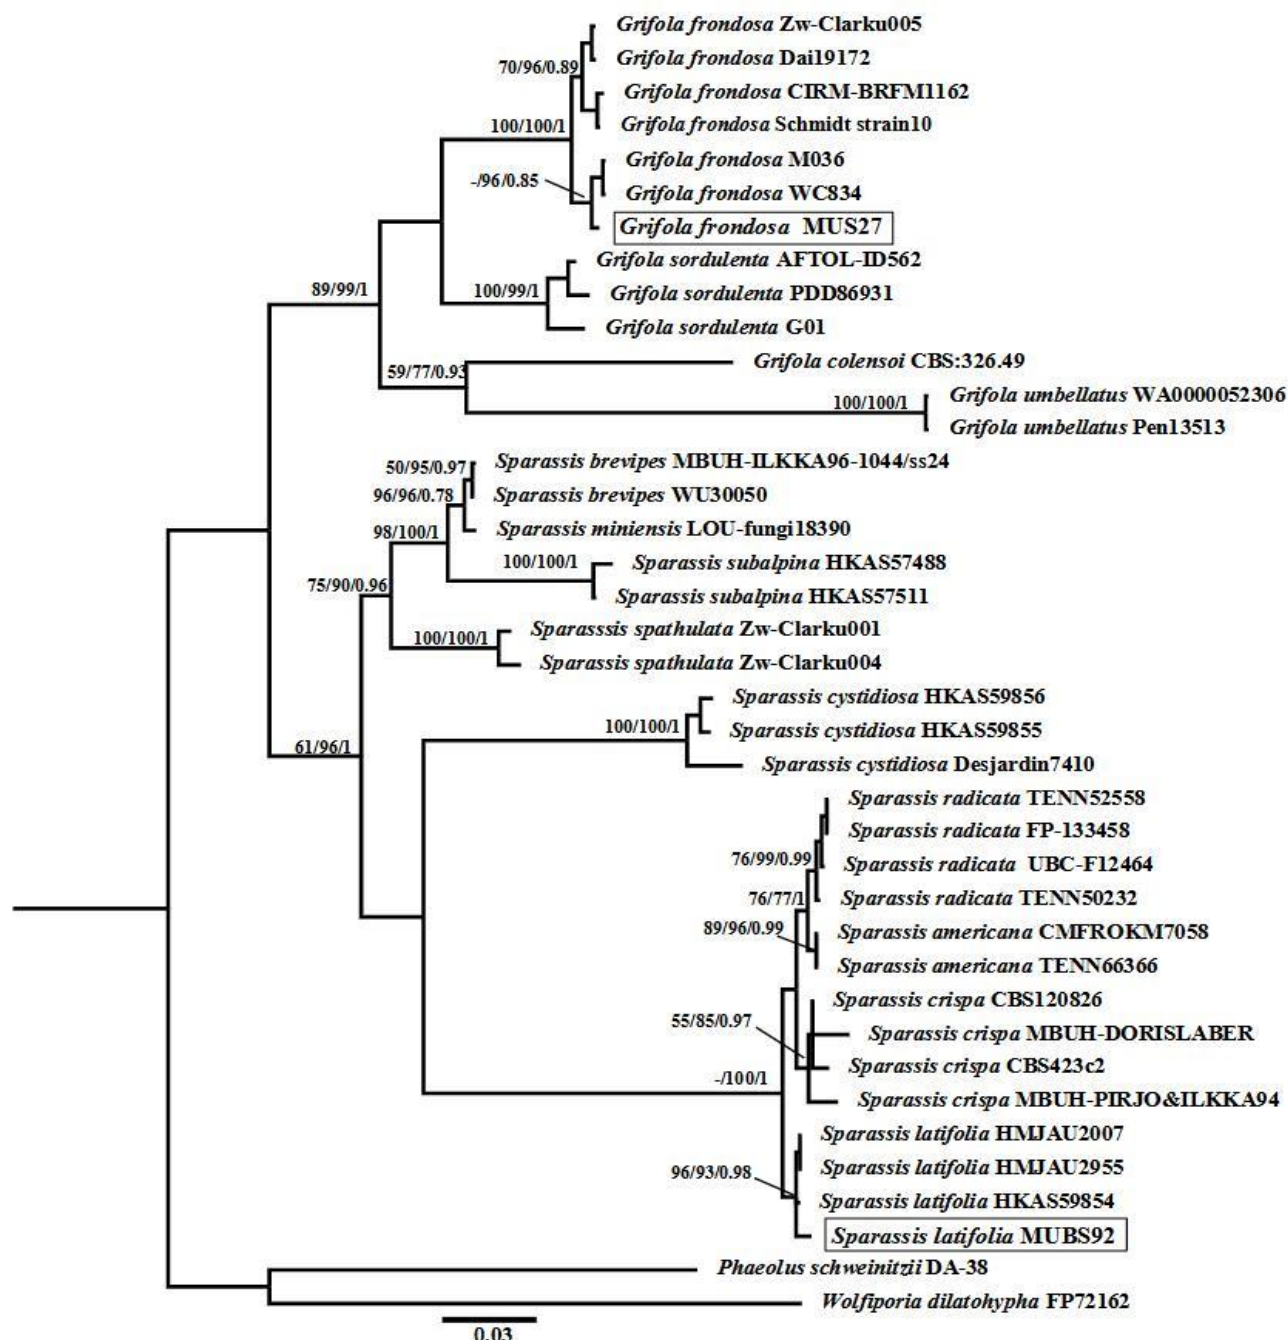 Grifola frondosa Zw-Clarku005
Grifola frondosa Dai19172
70/96/0.89
Grifola frondosa CIRM-BRFM1162
100/100/1
Grifola frondosa Schmidt strain10
Grifola frondosa M036
-/96/0.85
Grifola frondosa WC834
Grifola frondosa MUS27
Grifola sordulenta AFTOL-ID562
89/99/1
100/99/1
Grifola sordulenta PDD86931
Grifola sordulenta G01
Grifola colensoi CBS:326.49
59/77/0.93
Grifola umbellatus WA0000052306
100/100/1
Grifola umbellatus Pen13513
50/95/0.97
Sparassis brevipes MBUH-ILKKA96-1044/ss24
96/96/0.78
Sparassis brevipes WU30050
98/100/1
Sparassis miniensis LOU-fungi18390
100/100/1
Sparassis subalpina HKAS57488
75/90/0.96
Sparassis subalpina HKAS57511
100/100/1
Sparasssis spathulata Zw-Clarku001
Sparassis spathulata Zw-Clarku004
Sparassis cystidiosa HKAS59856
100/100/1
Sparassis cystidiosa HKAS59855
61/96/1
Sparassis cystidiosa Desjardin7410
Sparassis radicata TENN52558
Sparassis radicata FP-133458
76/99/0.99
Sparassis radicata UBC-F12464
76/77/1
Sparassis radicata TENN50232
89/96/0.99
Sparassis americana CMFROKM7058
Sparassis americana TENN66366
Sparassis crispa CBS120826
55/85/0.97
Sparassis crispa MBUH-DORISLABER
Sparassis crispa CBS423c2
-/100/1
Sparassis crispa MBUH-PIRJO&ILKKA94
Sparassis latifolia HMJAU2007
96/93/0.98
Sparassis latifolia HMJAU2955
Sparassis latifolia HKAS59854
Sparassis latifolia MUBS92
Phaeolus schweinitzii DA-38
Wolfiporia dilatohypha FP72162
0.03